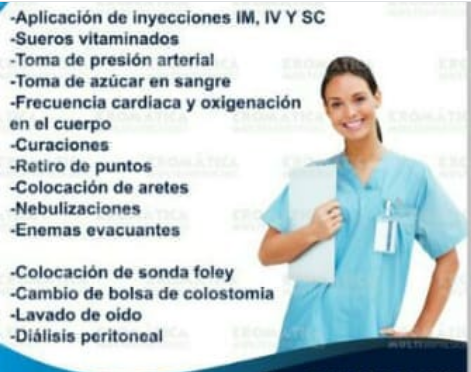 -Aplicación de inyecciones IM, IV Y SC
-Sueros vitaminados
-Toma de presión arterial
-Toma de azúcar en sangre
-Frecuencia cardiaca y oxigenación
en el cuerpo
-Curaciones
-Retiro de puntos
-Colocación de aretes
-Nebulizaciones
-Enemas evacuantes
-Colocación de sonda foley
-Cambio de bolsa de colostomia
-Lavado de oido
-Diálisis peritoneal